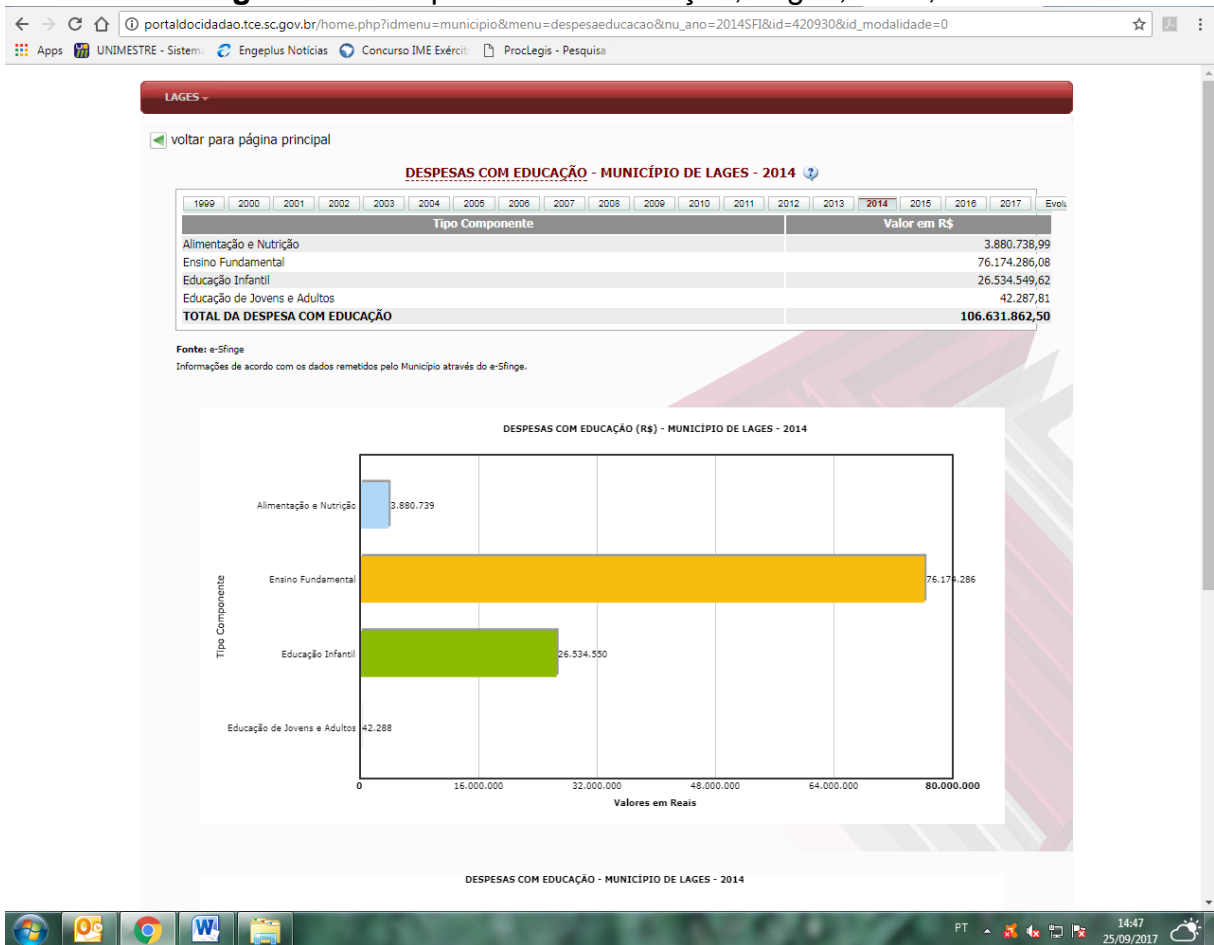 portaldocidadao.tce.sc.gov.br/home.php?idmenu=municipio&menu=despesaeducacao&nu_ano=2014SFI&id=420930&id_modalidade=0
Apps UNIMESTRE - Sistem Engeplus Notícias Concurso IME Exércit ProcLegis - Pesquisa
LAGES
voltar para página principal
DESPESAS COM EDUCAÇÃO - MUNICÍPIO DE LAGES - 2014
1999 2000 2001 2002 2003 2004 2005 2006 2007 2008 2009 2010 2011 2012 2013 2014 2015 2016 2017 Evolu
Tipo Componente Valor em R$
Alimentação e Nutrição 3.880.738,99
Ensino Fundamental 76.174.286,08
Educação Infantil 26.534.549,62
Educação de Jovens e Adultos 42.287,81
TOTAL DA DESPESA COM EDUCAÇÃO 106.631.862,50
Fonte: e-Sfinge
Informações de acordo com os dados remetidos pelo Município através do e-Sfinge.
DESPESAS COM EDUCAÇÃO (R$) - MUNICÍPIO DE LAGES - 2014
Tipo Componente
Alimentação e Nutrição 3.880.739
Ensino Fundamental 76.174.286
Educação Infantil 26.534.550
Educação de Jovens e Adultos 42.288
0 16.000.000 32.000.000 48.000.000 64.000.000 80.000.000
Valores em Reais
DESPESAS COM EDUCAÇÃO - MUNICÍPIO DE LAGES - 2014
PT 14:47
25/09/2017